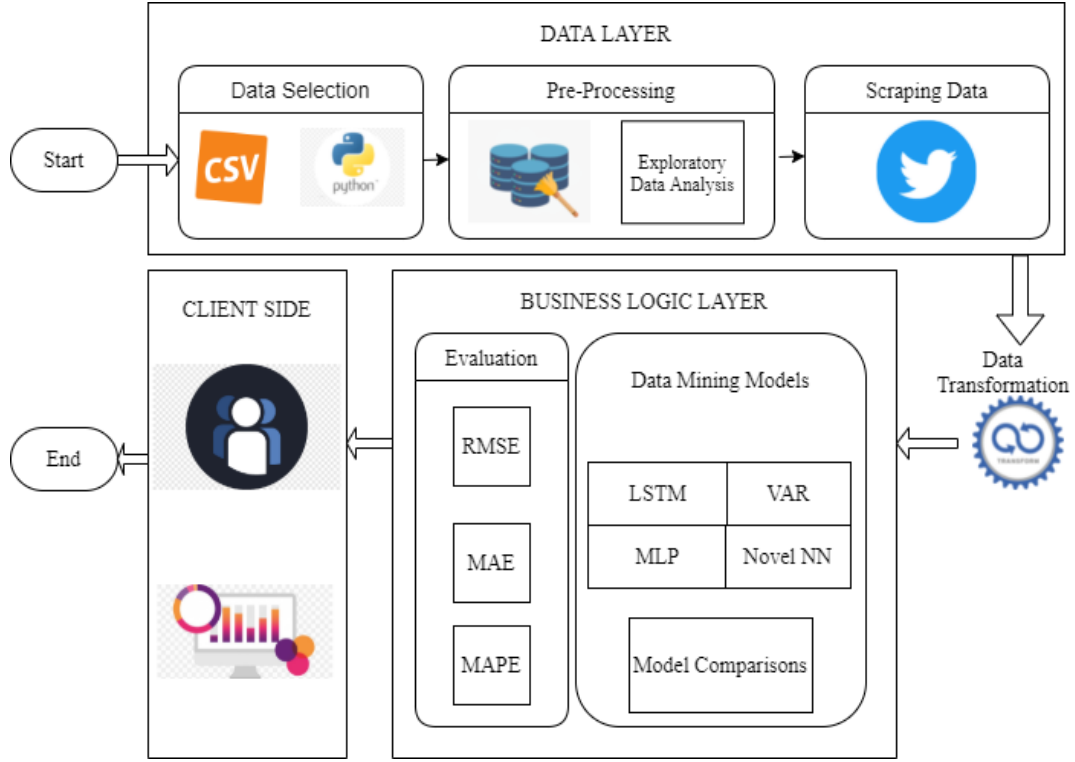 DATA LAYER
Data Selection
Pre-Processing
Scraping Data
Start
CSV
python
Exploratory
Data Analysis
CLIENT SIDE
BUSINESS LOGIC LAYER
Data
Transformation
TRANSFORM
Evaluation
Data Mining Models
RMSE
End
LSTM
VAR
MAE
MLP
Novel NN
MAPE
Model Comparisons